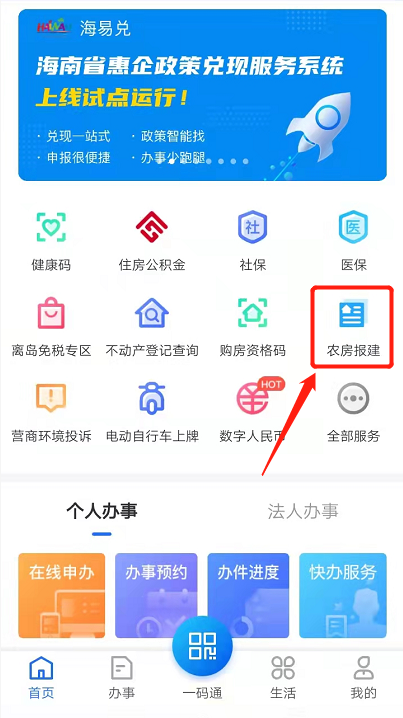 海易兑
海南省惠企政策兑现服务系统
上线试点运行！
· 兑现一站式 · 政策智能找
· 申报很便捷 · 办事少跑腿
健康码 住房公积金 社保 医保
社 医
离岛免税专区 不动产登记查询 购房资格码 农房报建
HOT
营商环境投诉 电动自行车上牌 数字人民币 全部服务
个人办事 法人办事
在线申办 办事预约 办件进度 快办服务
首页 办事 一码通 生活 我的